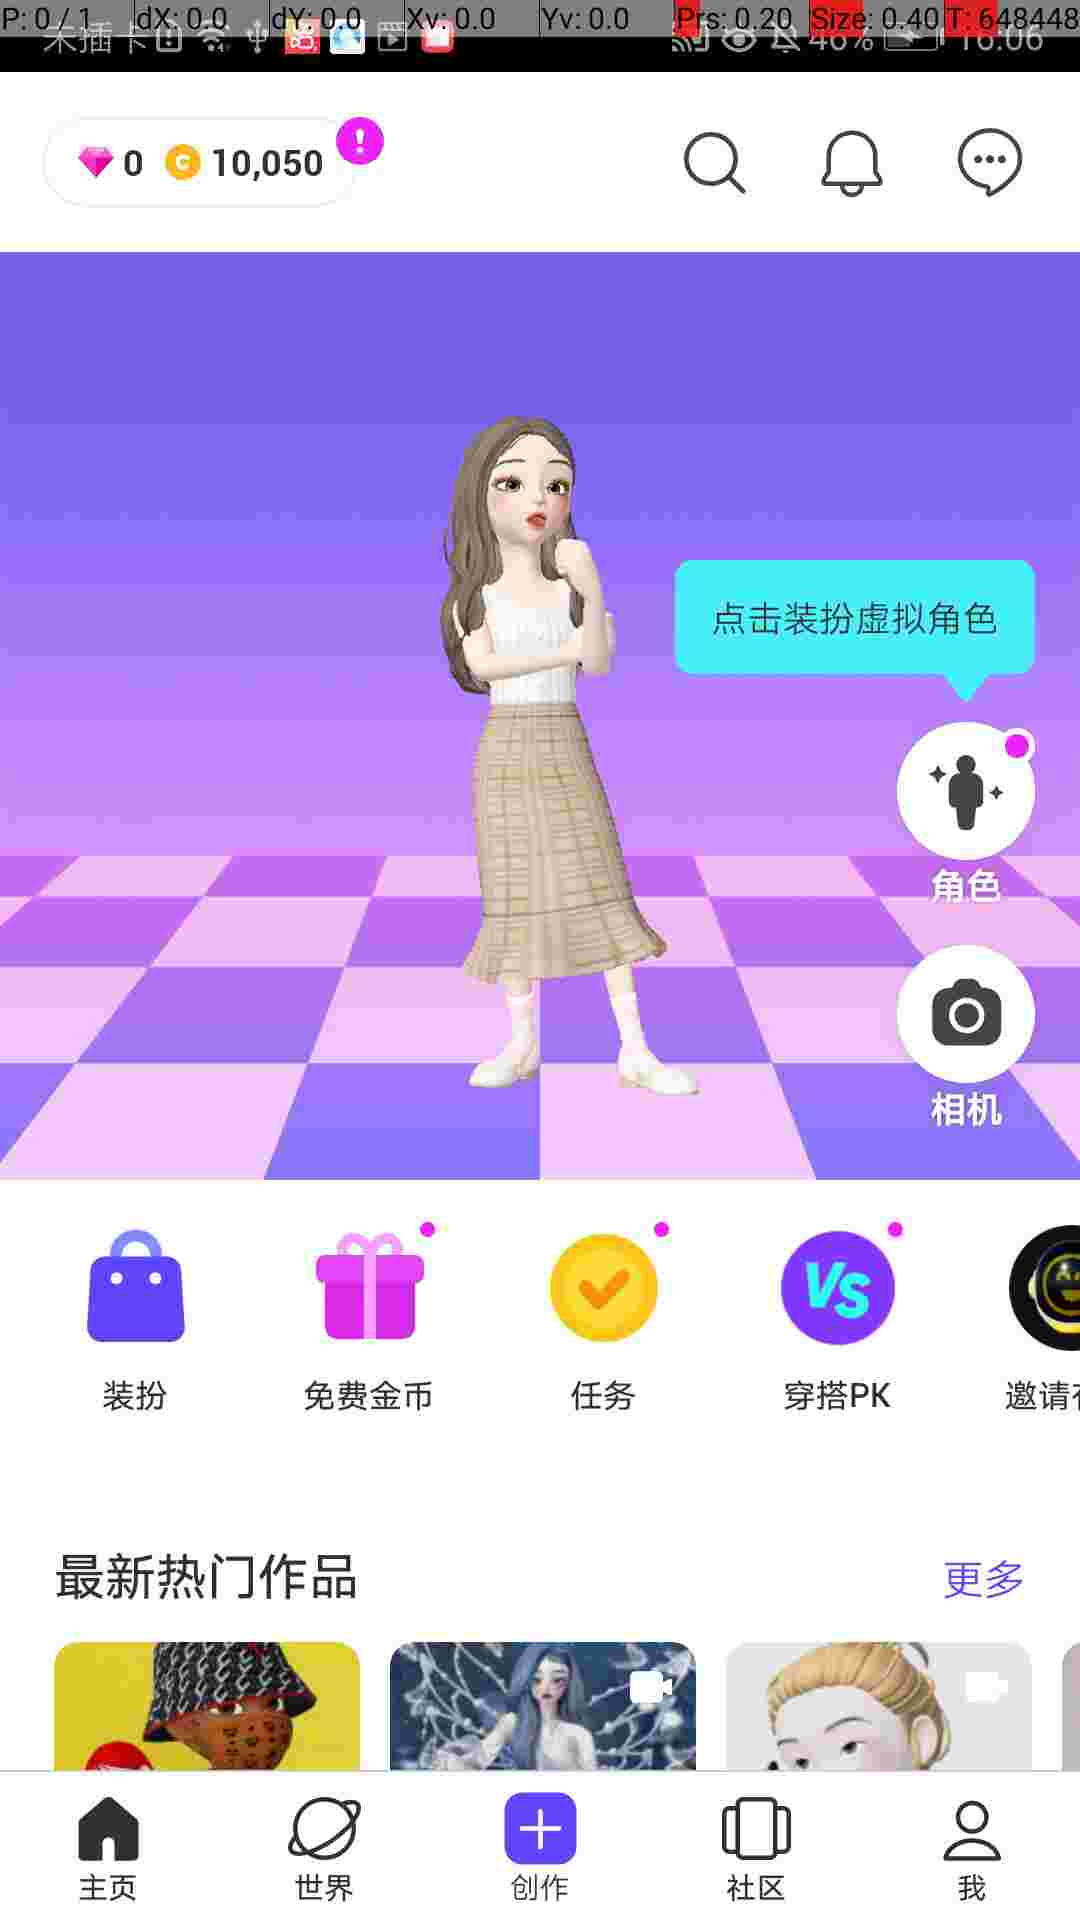 P: 0 / 1 dX: 0.0 dY: 0.0 Xv: 0.0 Yv: 0.0 Prs: 0.20 Size: 0.40 T: 648448
未插卡 46% 16:06
0 10,050
点击装扮虚拟角色
角色
相机
装扮 免费金币 任务 穿搭PK 邀请
最新热门作品 更多
主页 世界 创作 社区 我